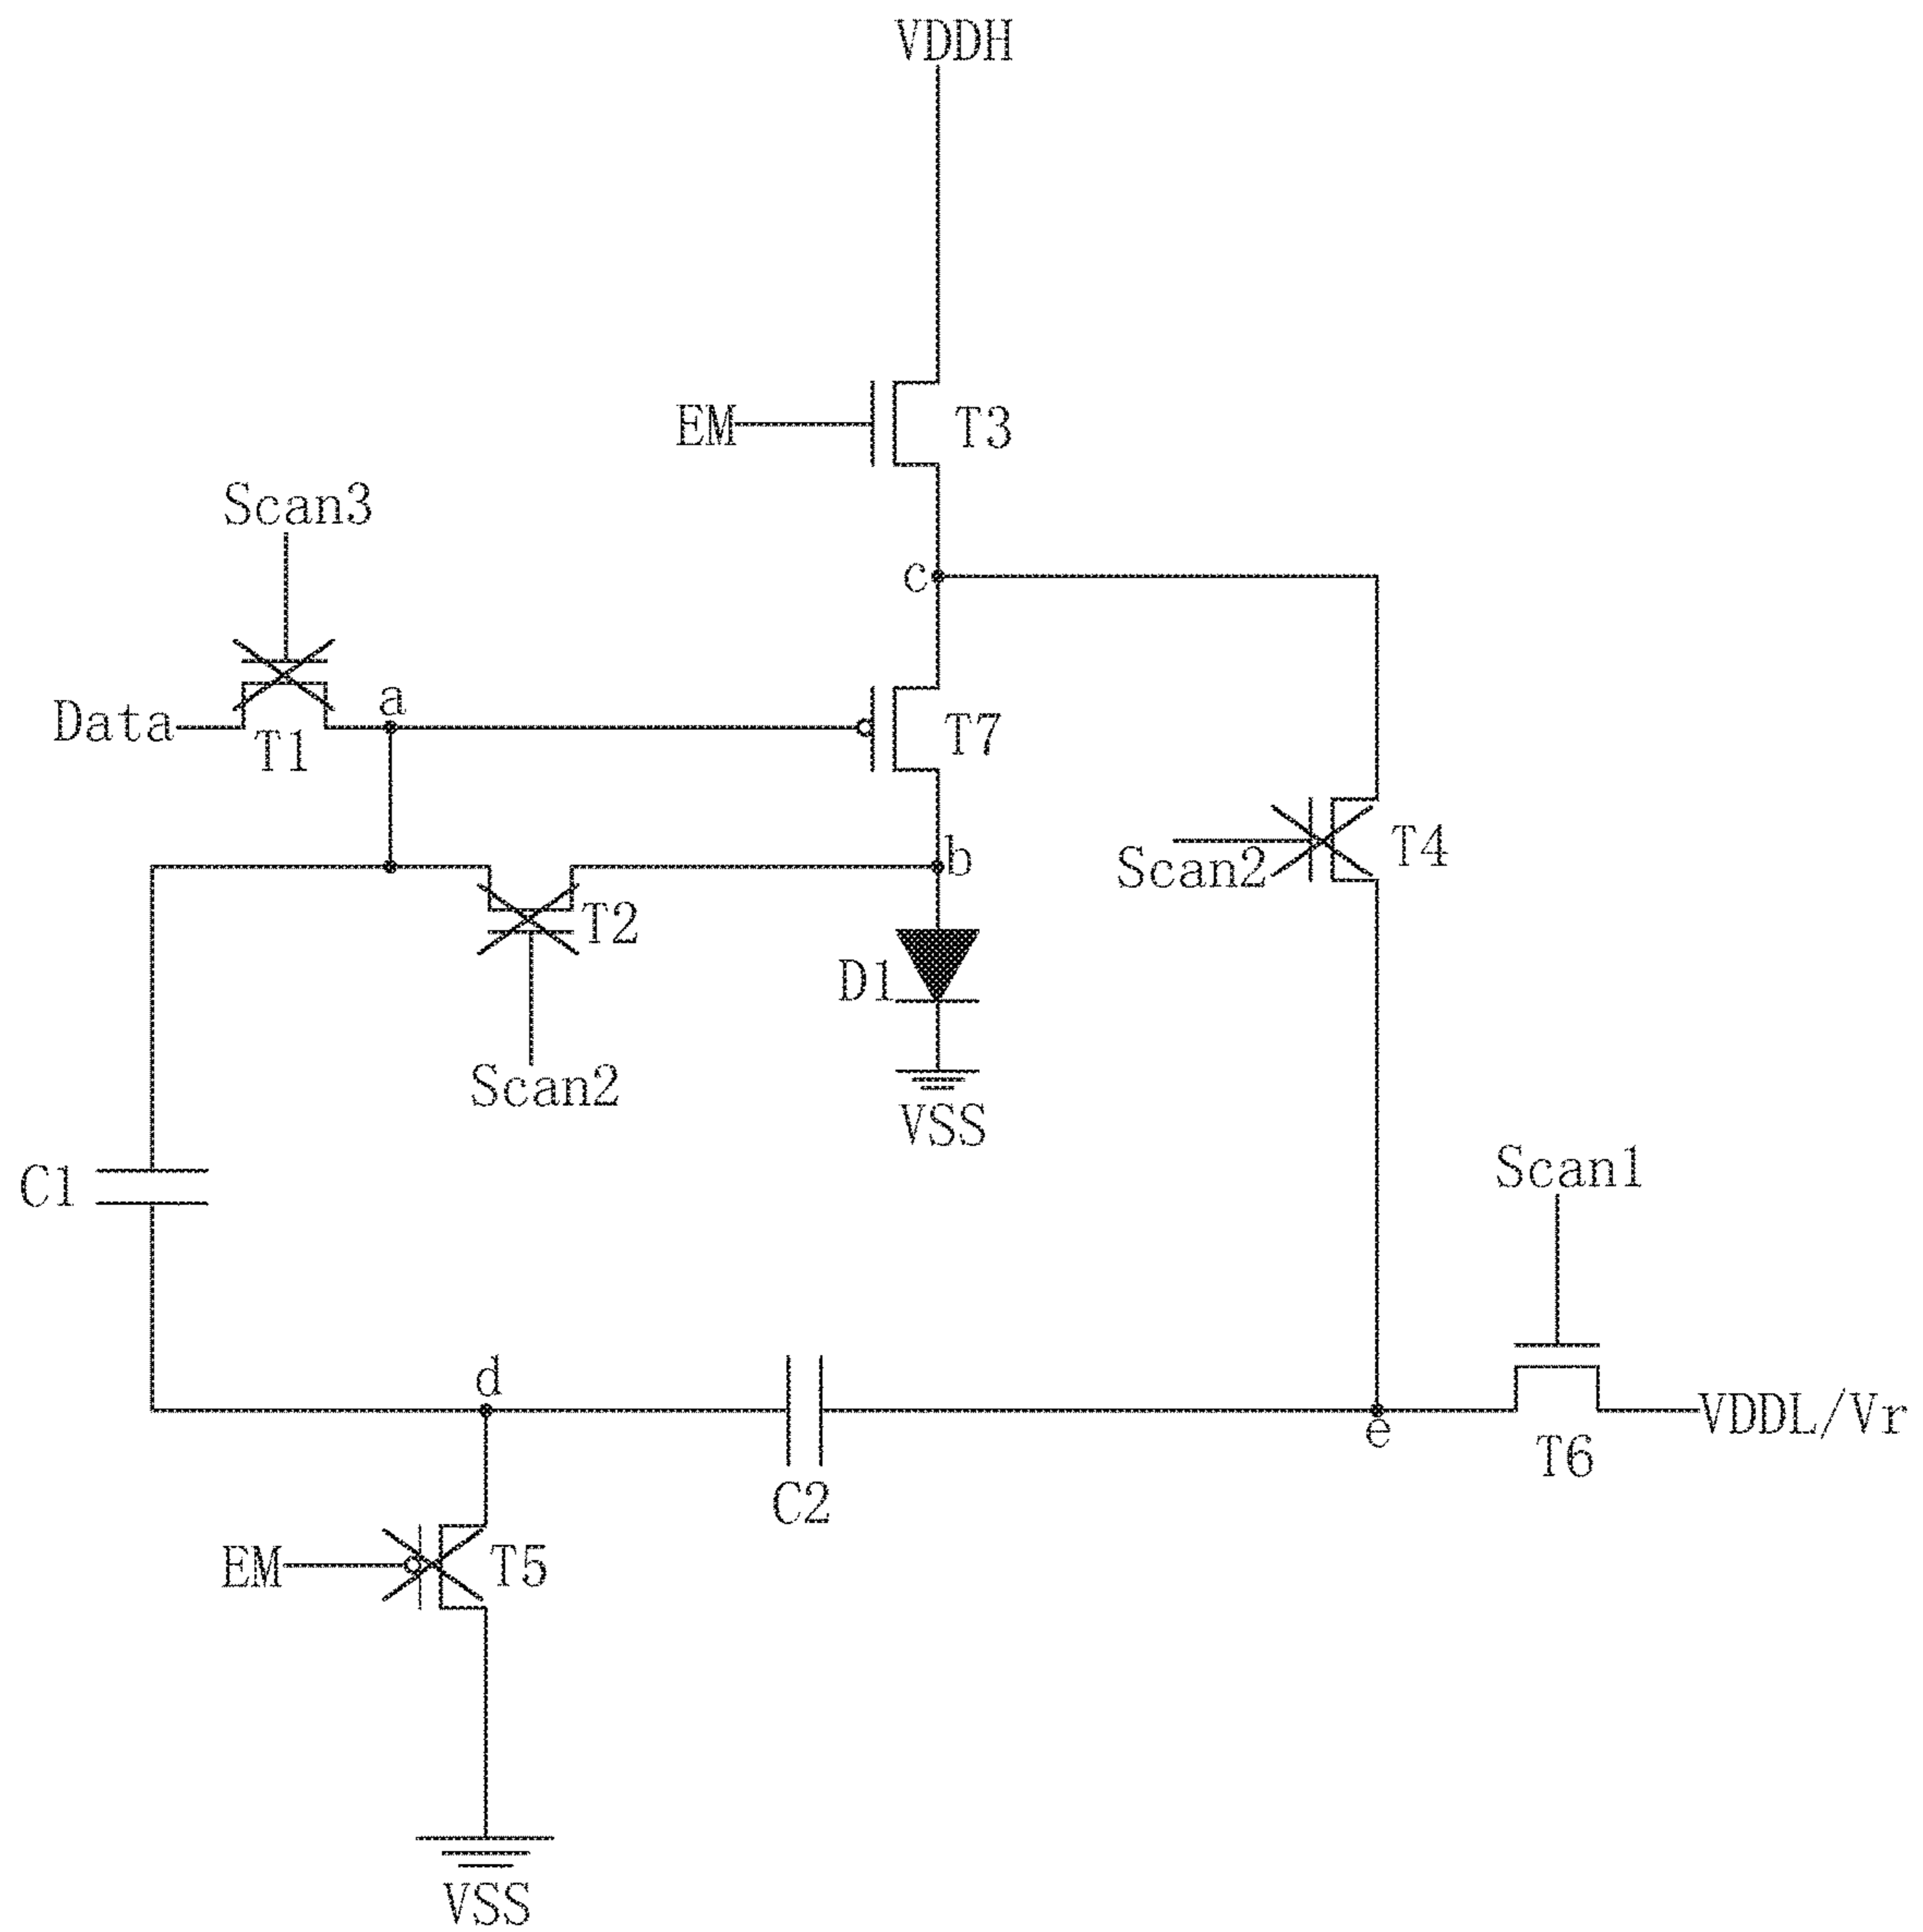 VDDH
EM
T3
Scan3
c
a
Data
T1
T7
b
T4
Scan2
T2
D1
Scan2
VSS
Scan1
C1
d
VDDL/Vr
e
T6
C2
EM
T5
VSS